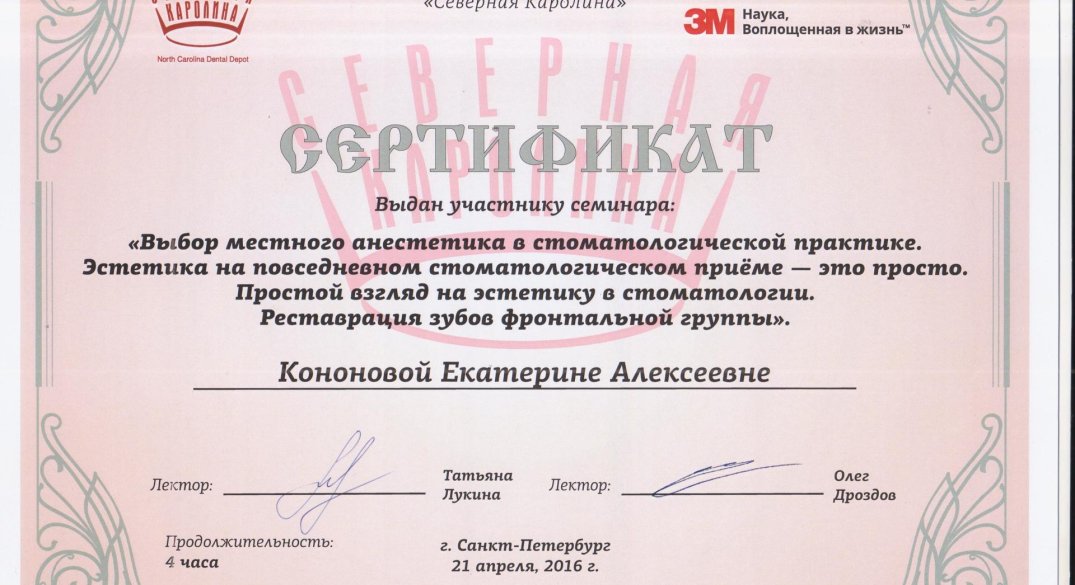 КАРОЛИНА
North Carolina Dental Depot
«Северная Каролина»
3M Наука,
Воплощенная в жизнь™
СЕВЕРНАЯ
КАРОЛИНА
СЕРТИФИКАТ
Выдан участнику семинара:
«Выбор местного анестетика в стоматологической практике.
Эстетика на повседневном стоматологическом приёме — это просто.
Простой взгляд на эстетику в стоматологии.
Реставрация зубов фронтальной группы».
Кононовой Екатерине Алексеевне
Лектор: Татьяна Лукина Лектор: Олег Дроздов
Продолжительность:
4 часа
г. Санкт-Петербург
21 апреля, 2016 г.